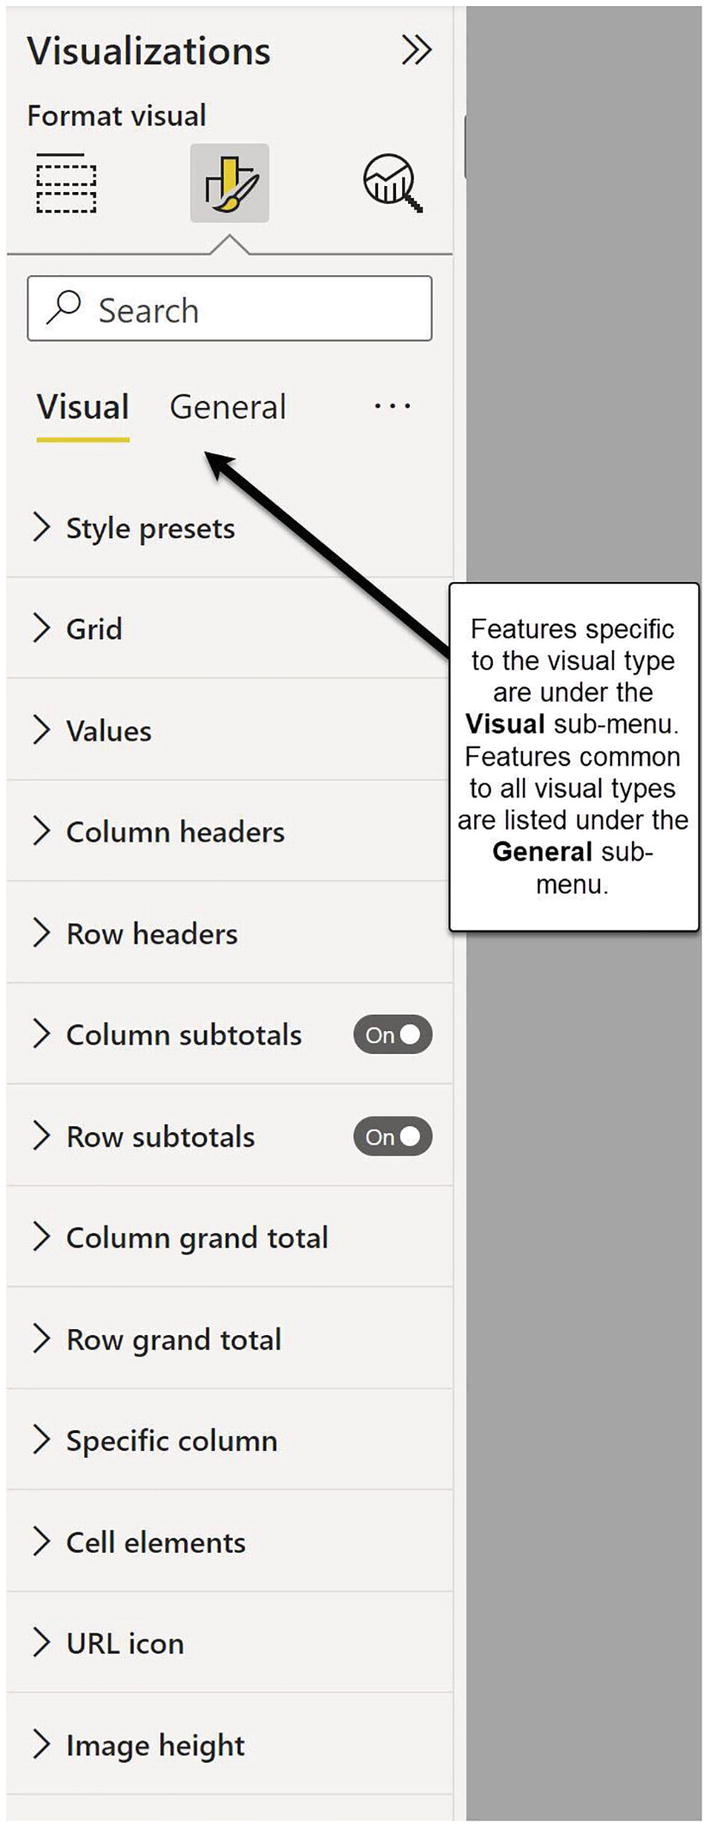 Visualizations
Format visual
Search
Visual General ...
Style presets
Grid
Values
Column headers
Row headers
Column subtotals On
Row subtotals On
Column grand total
Row grand total
Specific column
Cell elements
URL icon
Image height
Features specific
to the visual type
are under the
Visual sub-menu.
Features common
to all visual types
are listed under the
General sub-
menu.